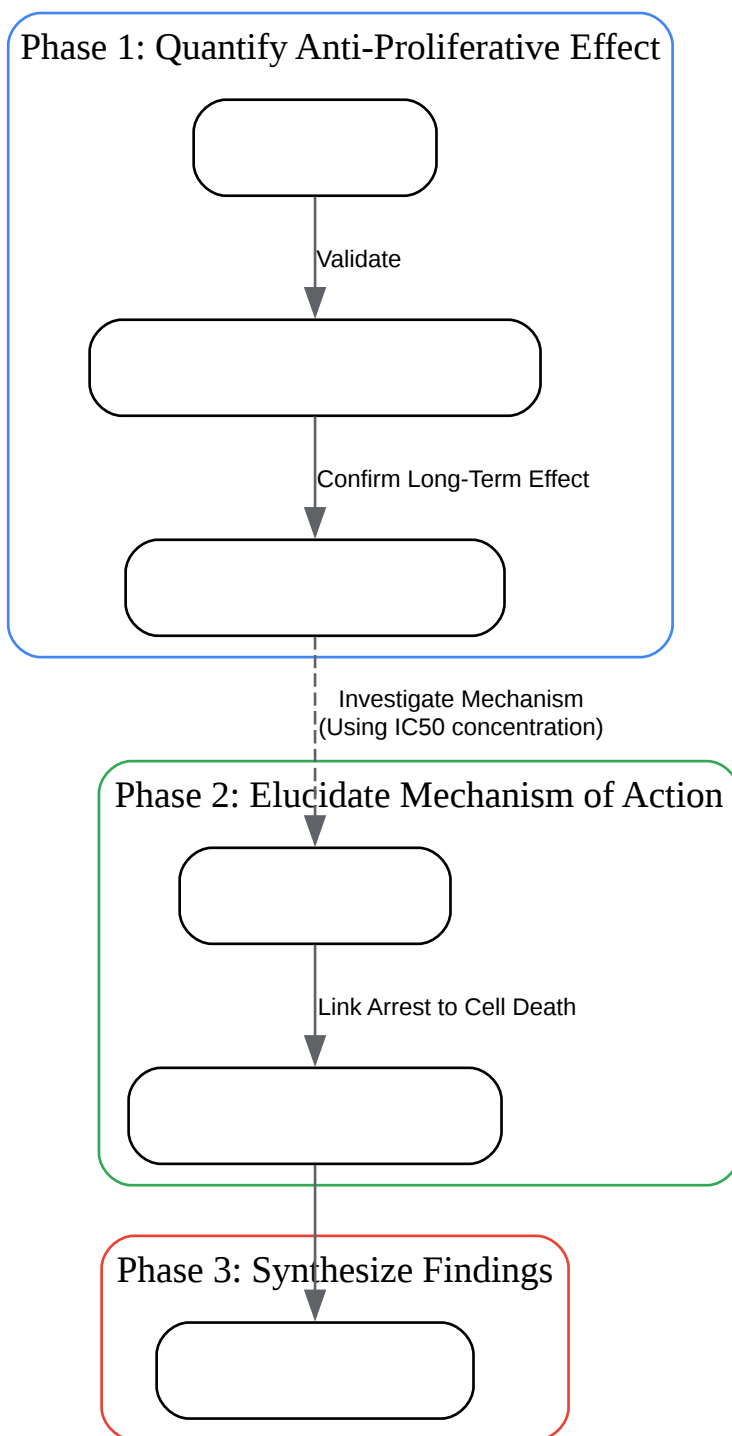 Phase 1: Quantify Anti-Proliferative Effect
Validate
Confirm Long-Term Effect
Investigate Mechanism
(Using IC50 concentration)
Phase 2: Elucidate Mechanism of Action
Link Arrest to Cell Death
Phase 3: Synthesize Findings